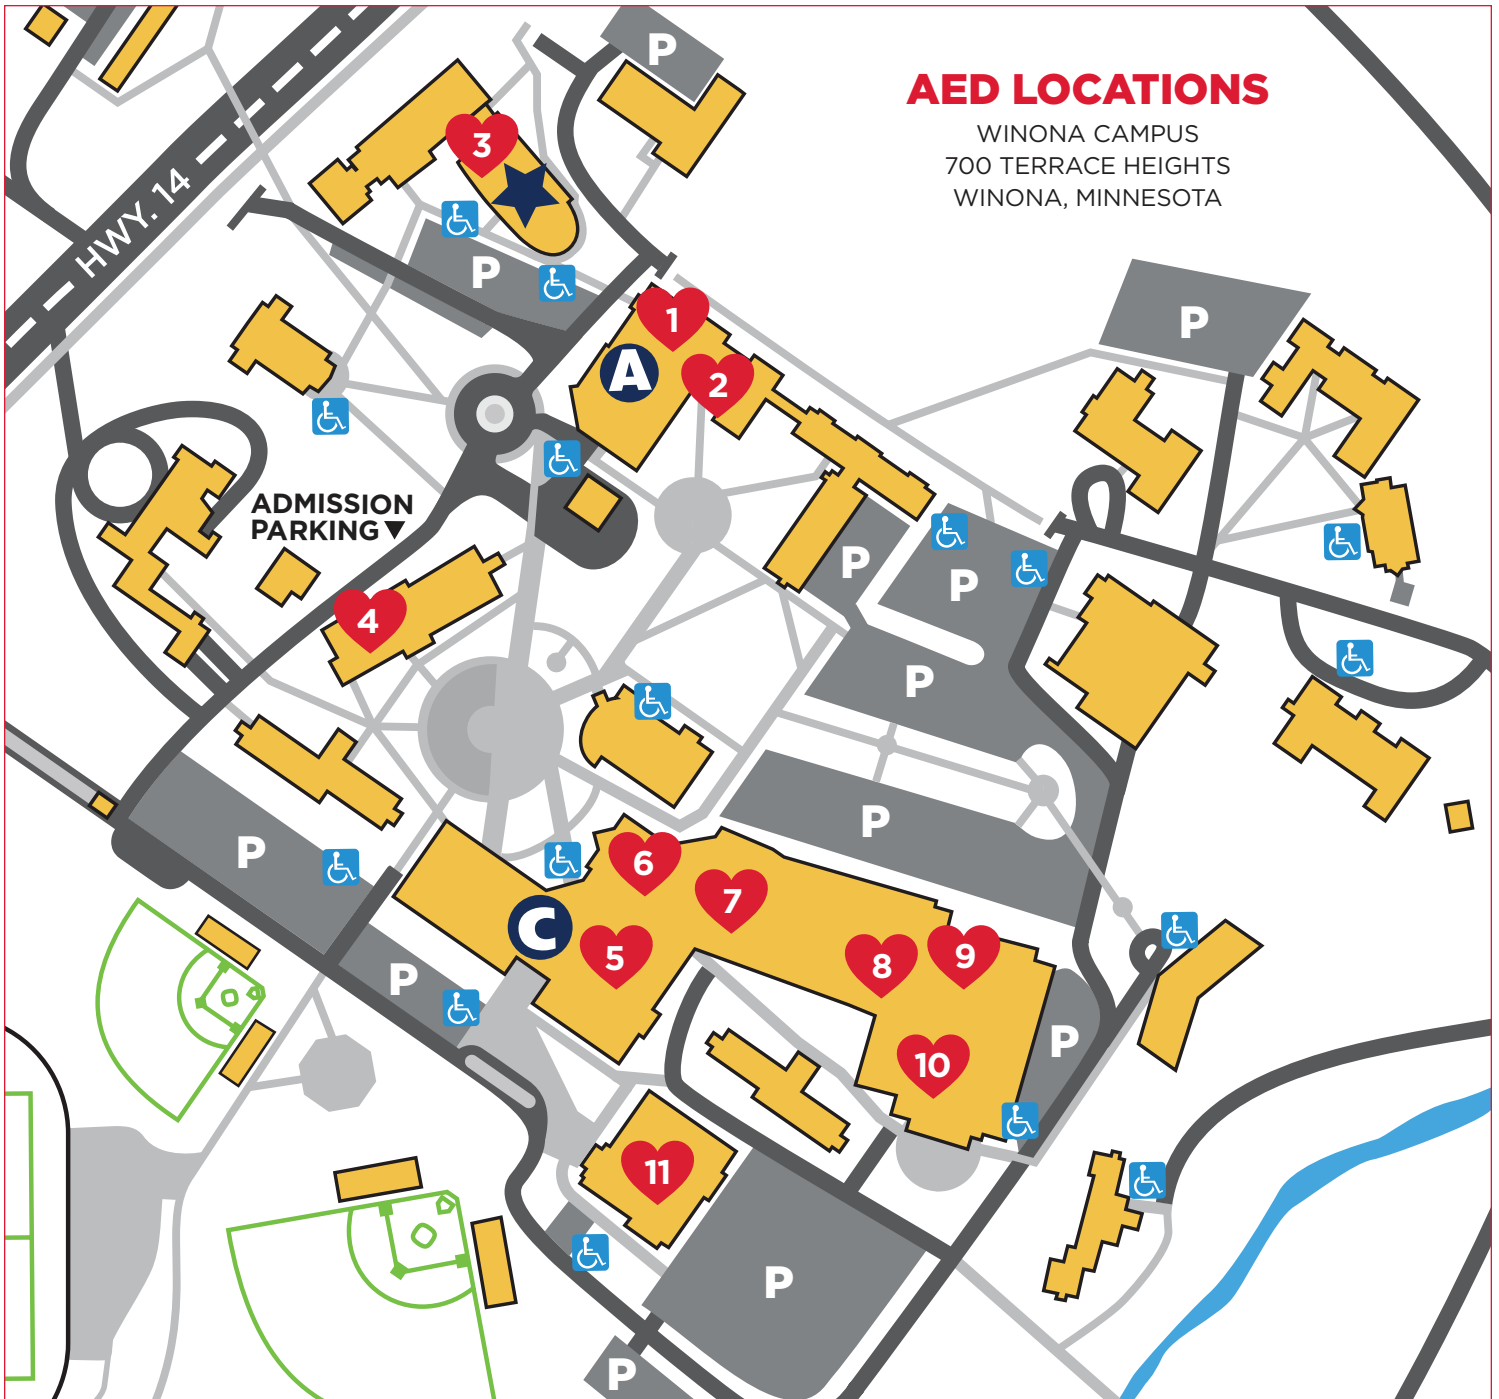 P
AED LOCATIONS
WINONA CAMPUS
700 TERRACE HEIGHTS
WINONA, MINNESOTA
3
HWY. 14
P
1
P
A
2
ADMISSION
PARKING
P
P
4
P
P
P
6
7
C
5
8
9
P
P
10
11
P
P